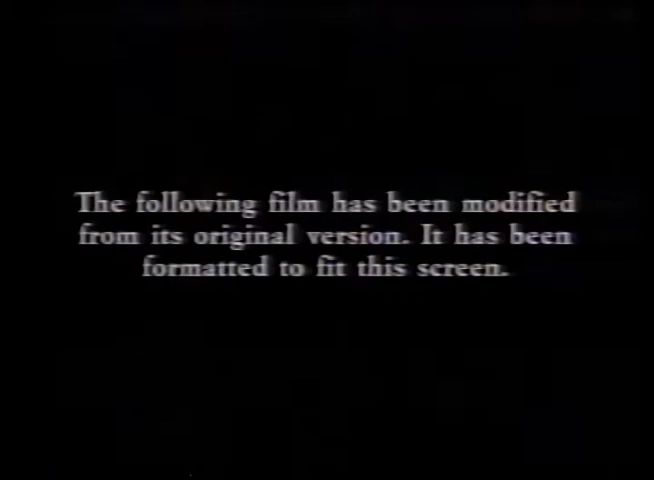 The following film has been modified
from its original version. It has been
formatted to fit this screen.